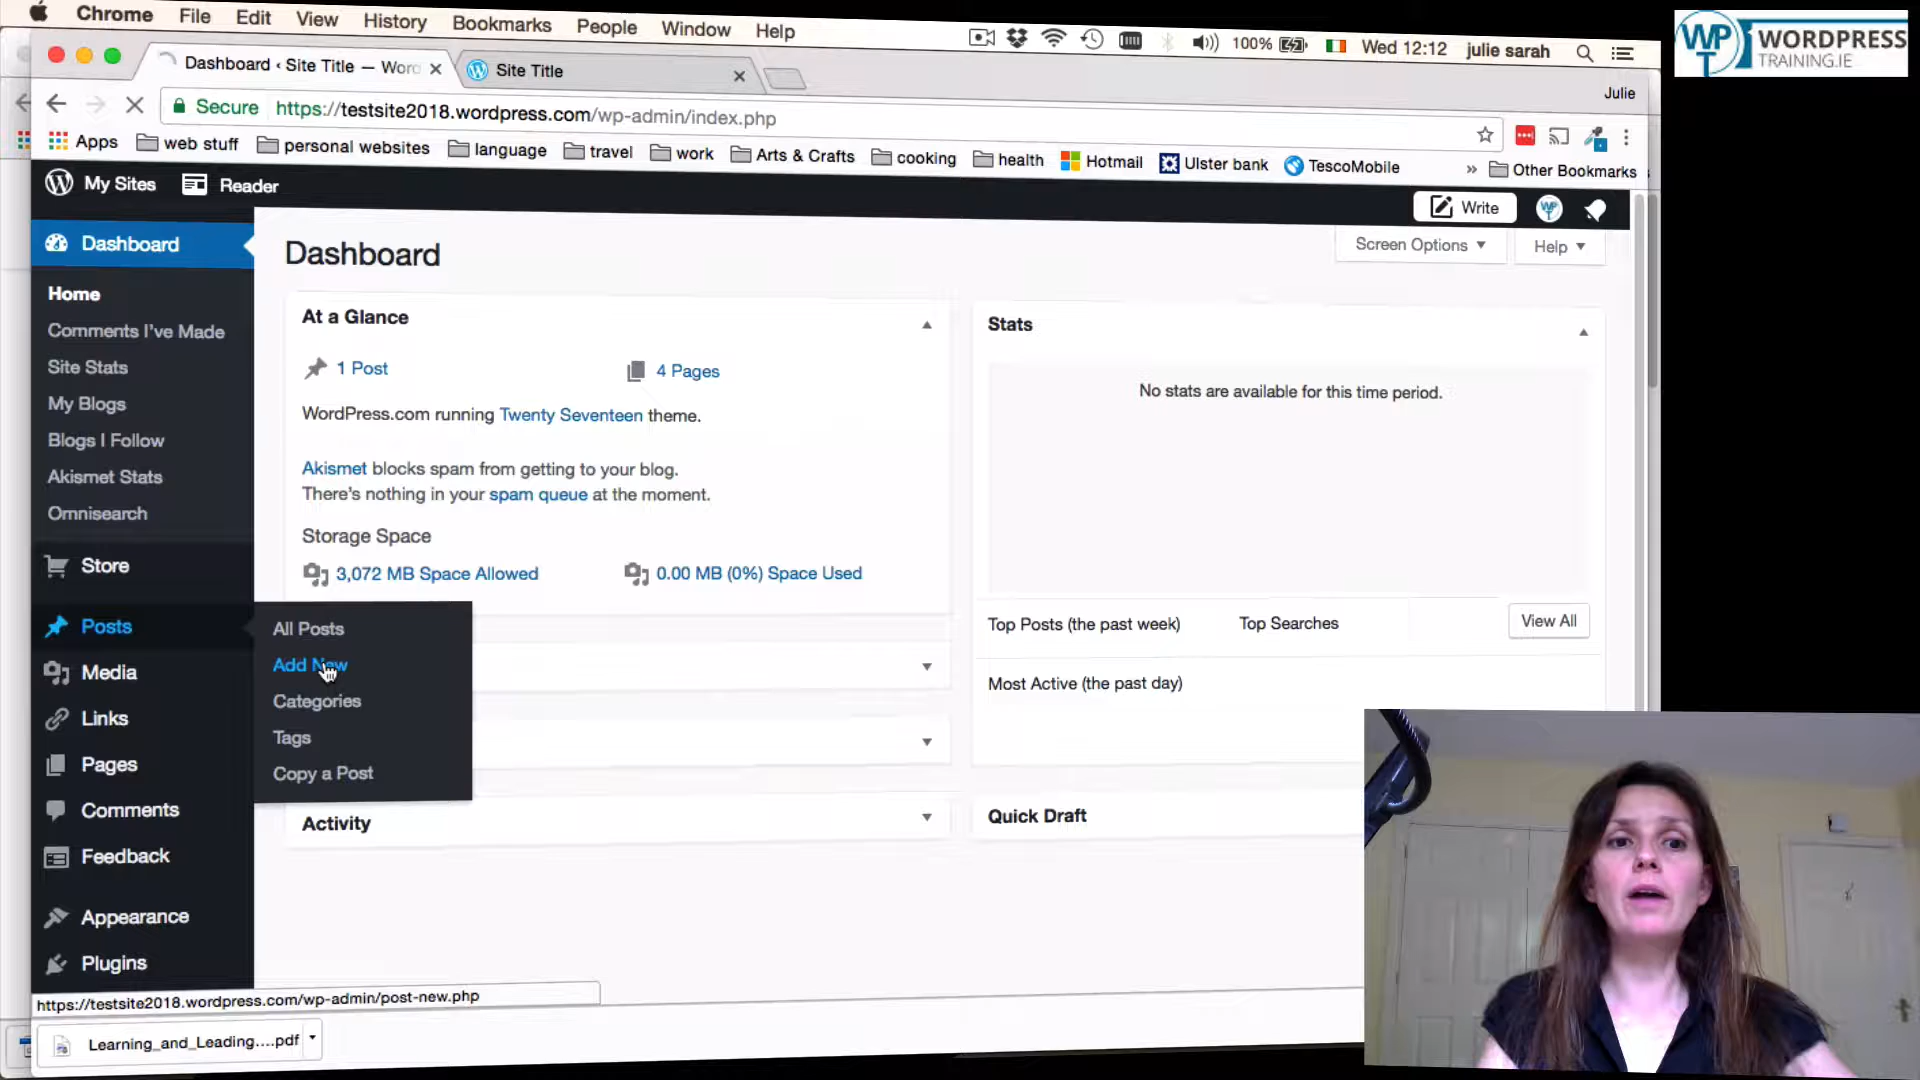 Chrome File Edit View History Bookmarks People Window Help 100% Wed 12:12 julie sarah
WPT WORDPRESS
TRAINING.IE
Dashboard ‹ Site Title — Word
Site Title
Julie
Secure https://testsite2018.wordpress.com/wp-admin/index.php
Apps web stuff personal websites language travel work Arts & Crafts cooking health Hotmail Ulster bank TescoMobile » Other Bookmarks
My Sites Reader Write
Dashboard
Home
Comments I've Made
Site Stats
My Blogs
Blogs I Follow
Akismet Stats
Omnisearch
Store
Posts
Media
Links
Pages
Comments
Feedback
Appearance
Plugins
All Posts
Add New
Categories
Tags
Copy a Post
Dashboard
Screen Options ▼ Help ▼
At a Glance
1 Post 4 Pages
WordPress.com running Twenty Seventeen theme.
Akismet blocks spam from getting to your blog.
There's nothing in your spam queue at the moment.
Storage Space
3,072 MB Space Allowed 0.00 MB (0%) Space Used
Activity
Stats
No stats are available for this time period.
Top Posts (the past week) Top Searches View All
Most Active (the past day)
Quick Draft
https://testsite2018.wordpress.com/wp-admin/post-new.php
Learning_and_Leading....pdf